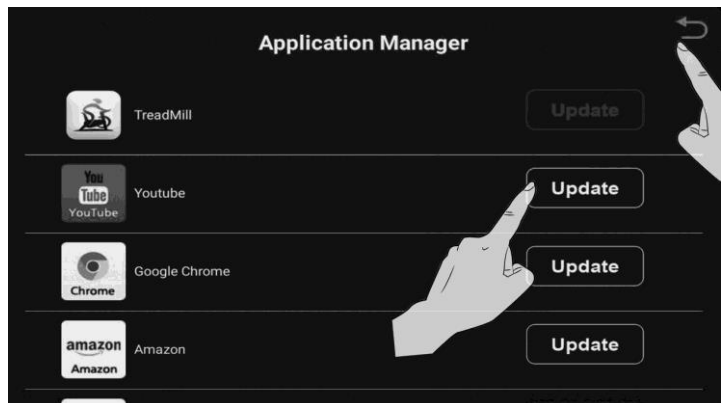 Application Manager
TreadMill
Update
You
Tube
YouTube
Youtube
Update
Chrome
Google Chrome
Update
amazon
Amazon
Amazon
Update